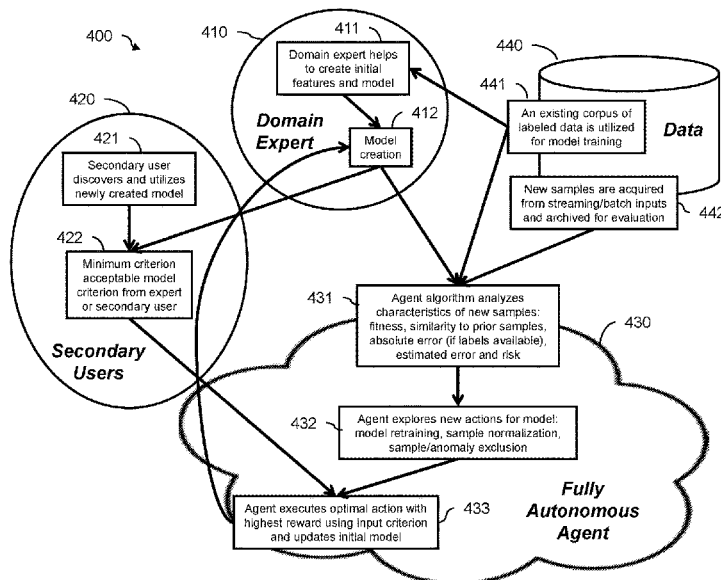 400
410
411
Domain expert helps
to create initial
features and model
412
Model
creation
Domain
Expert
420
421
Secondary user
discovers and utilizes
newly created model
422
Minimum criterion
acceptable model
criterion from expert
or secondary user
Secondary
Users
440
441
An existing corpus of
labeled data is utilized
for model training
Data
New samples are acquired
from streaming/batch inputs
and archived for evaluation
442
431
Agent algorithm analyzes
characteristics of new samples:
fitness, similarity to prior samples,
absolute error (if labels available),
estimated error and risk
430
432
Agent explores new actions for model:
model retraining, sample normalization,
sample/anomaly exclusion
Agent executes optimal action with
highest reward using input criterion
and updates initial model
433
Fully
Autonomous
Agent